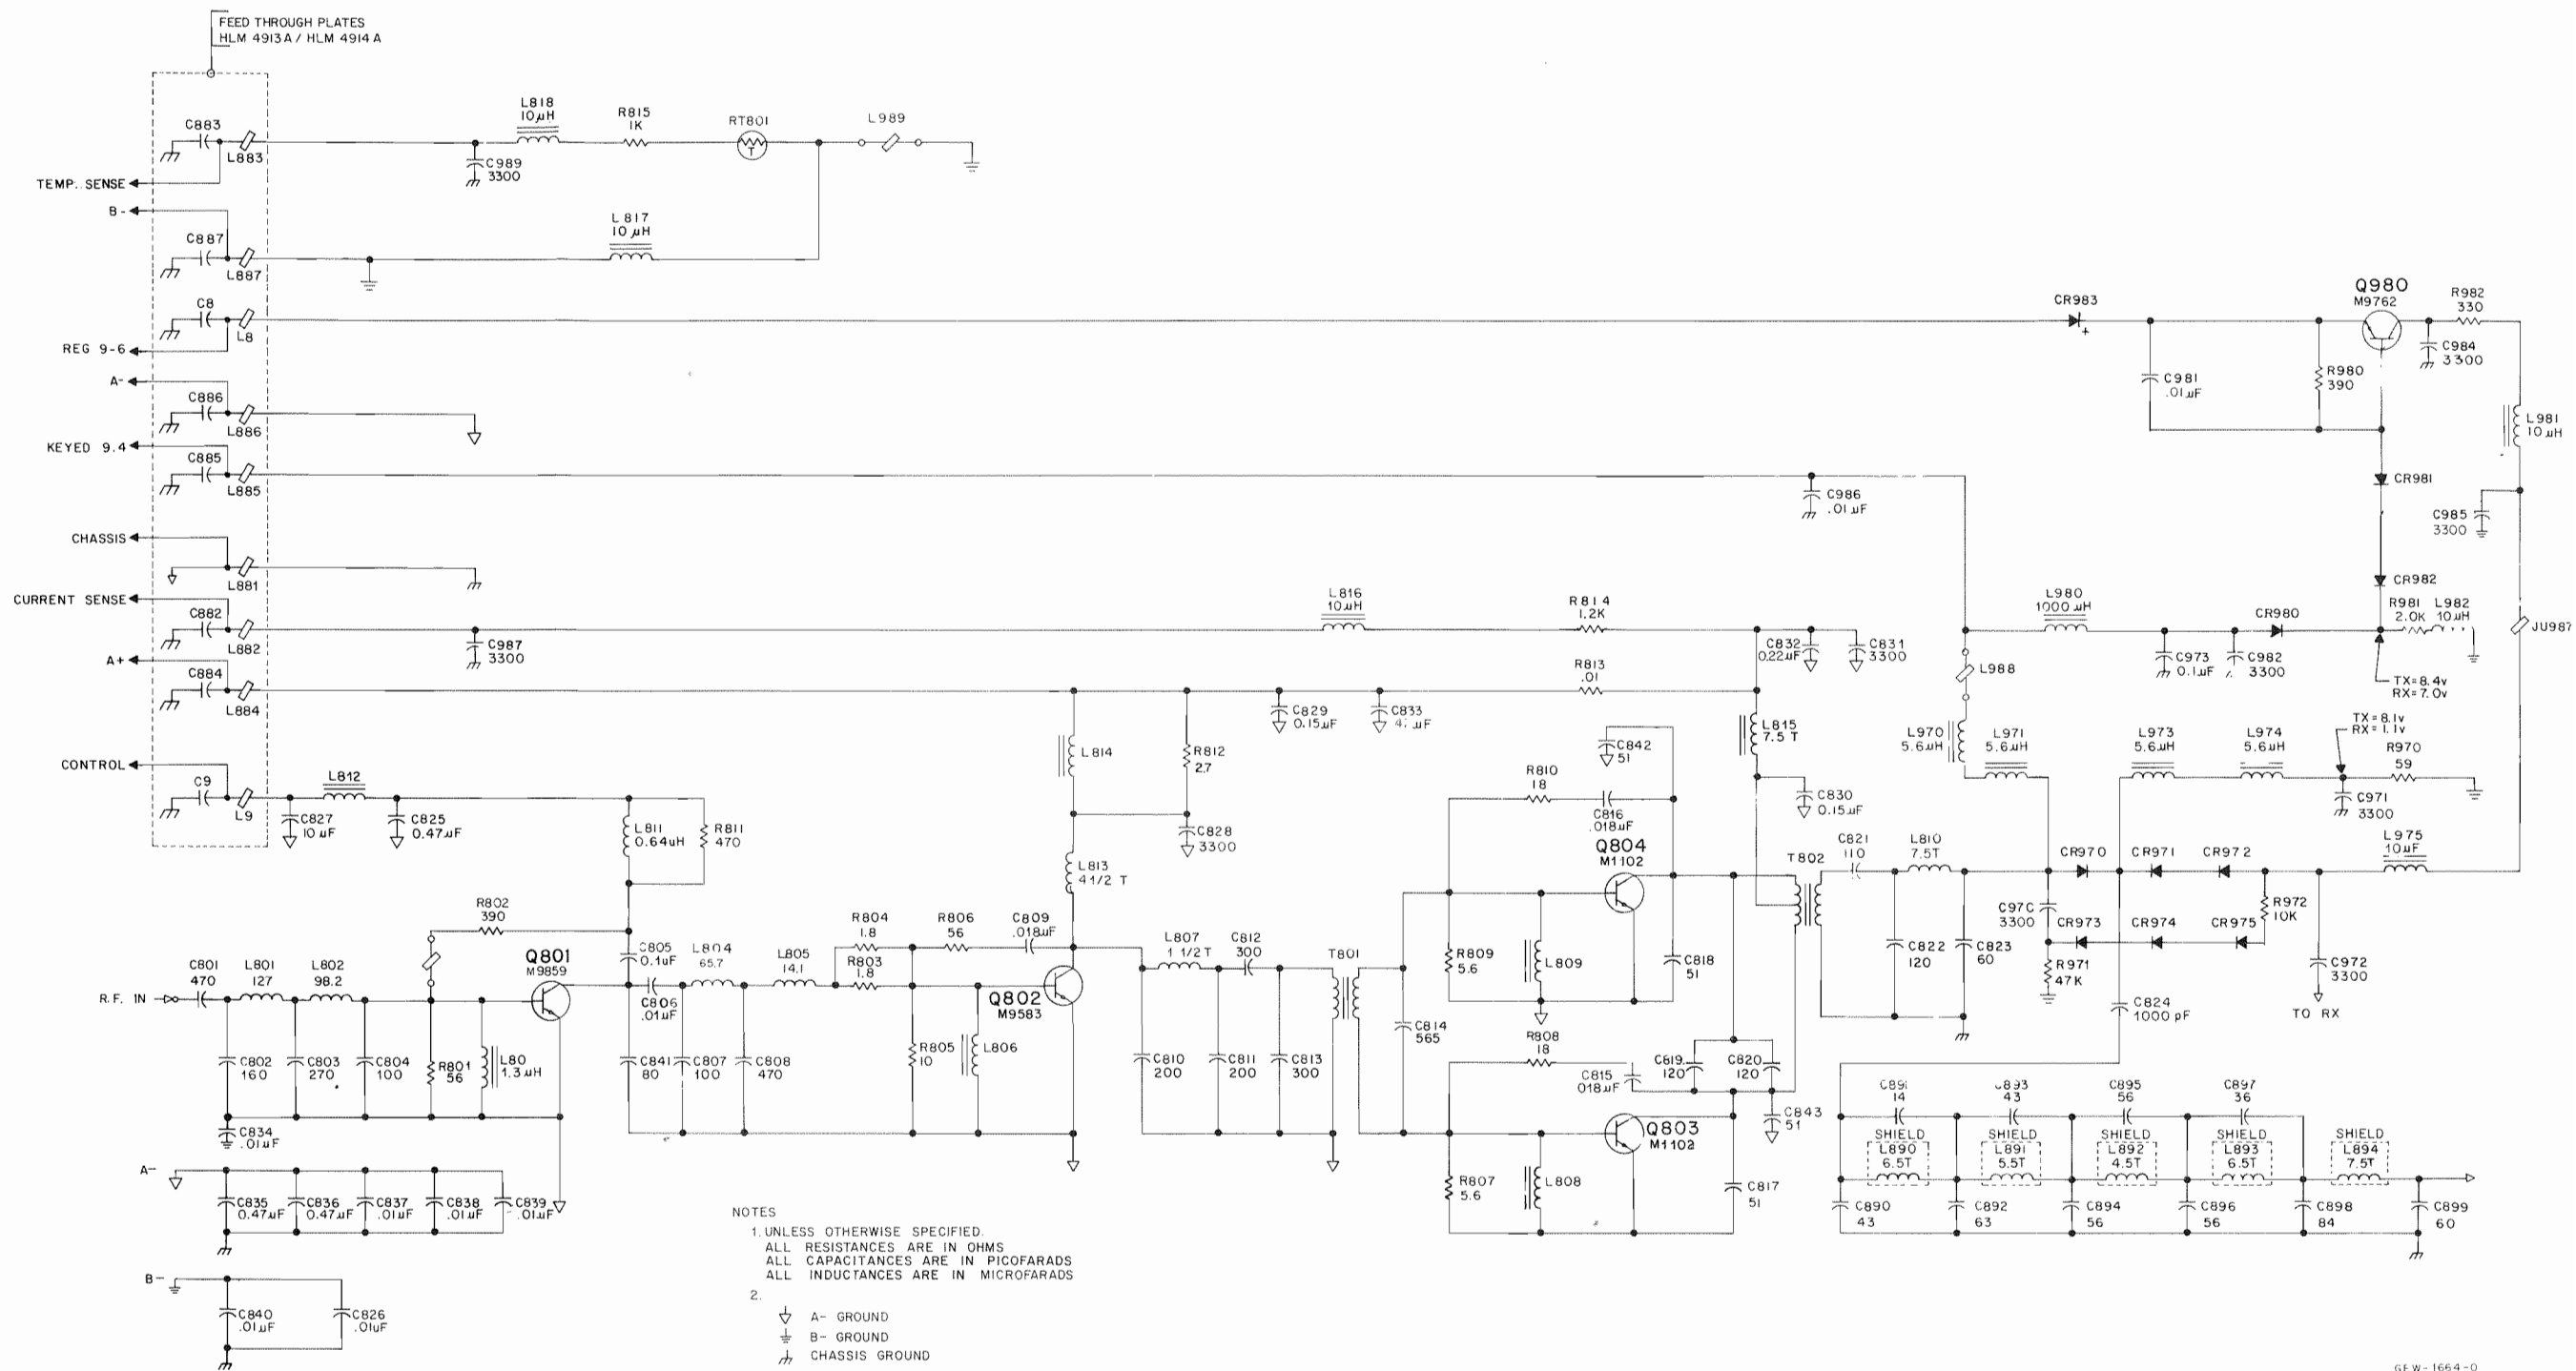 FEED THROUGH PLATES
HLM 4913A / HLM 4914A
C883
L883
TEMP. SENSE
L818
10µH
R815
1K
RT801
T
L989
C989
3300
B-
C887
L887
L817
10µH
C8
L8
REG 9-6
CR983
+
Q980
M9762
R982
330
C984
3300
C981
.01µF
R980
390
L981
10µH
A-
C886
L886
KEYED 9.4
C885
L885
C986
.01µF
CR981
C985
3300
CHASSIS
L881
CURRENT SENSE
C882
L882
C987
3300
L816
10µH
R814
1.2K
C832
0.22µF
C831
3300
L980
1000µH
CR980
CR982
R981
2.0K
L982
10µH
C973
0.1µF
C982
3300
TX=8.4v
RX=7.0v
L988
A+
C884
L884
C829
0.15µF
C833
R813
.01
L814
R812
2.7
L815
7.5T
C842
51
L970
5.6µH
L971
5.6µH
L973
5.6µH
L974
5.6µH
TX=8.1v
RX=1.1v
R970
59
C971
3300
CONTROL
C9
L9
L812
C827
10µF
C825
0.47µF
L811
0.64uH
R811
470
C828
3300
L813
4 1/2 T
R810
18
C816
.018µF
C830
0.15µF
Q804
M1102
T802
C821
110
L810
7.5T
CR970
CR971
CR972
L975
10µF
R802
390
C805
0.1uF
L804
65.7
L805
14.1
R804
1.8
R803
1.8
R806
56
C809
.018µF
L807
1 1/2 T
C812
300
T801
R809
5.6
L809
C818
51
C822
120
C823
60
3300
CR973
CR974
CR975
R972
10K
R971
47K
C972
3300
TO RX
C824
1000 pF
R.F. IN
C801
470
L801
127
L802
98.2
Q801
M9859
C806
.01µF
Q802
M9583
C802
160
C803
270
C804
100
R801
56
L80
1.3µH
C841
80
C807
100
C808
470
R805
10
L806
C810
200
C811
200
C813
300
C814
565
R808
18
C815
018µF
C819
120
C820
120
C843
51
Q803
M1102
R807
5.6
L808
C817
51
C834
.01µF
A-
C835
0.47µF
C836
0.47µF
C837
.01µF
C838
.01µF
C839
.01µF
14
43
C895
56
C897
36
SHIELD
L890
6.5T
SHIELD
L891
5.5T
SHIELD
L892
4.5T
SHIELD
L893
6.5T
SHIELD
L894
7.5T
C890
43
C892
63
C894
56
C896
56
C898
84
C899
60
B-
C840
.01µF
C826
.01uF
NOTES
1. UNLESS OTHERWISE SPECIFIED.
ALL RESISTANCES ARE IN OHMS
ALL CAPACITANCES ARE IN PICOFARADS
ALL INDUCTANCES ARE IN MICROFARADS
2.
A- GROUND
B- GROUND
CHASSIS GROUND